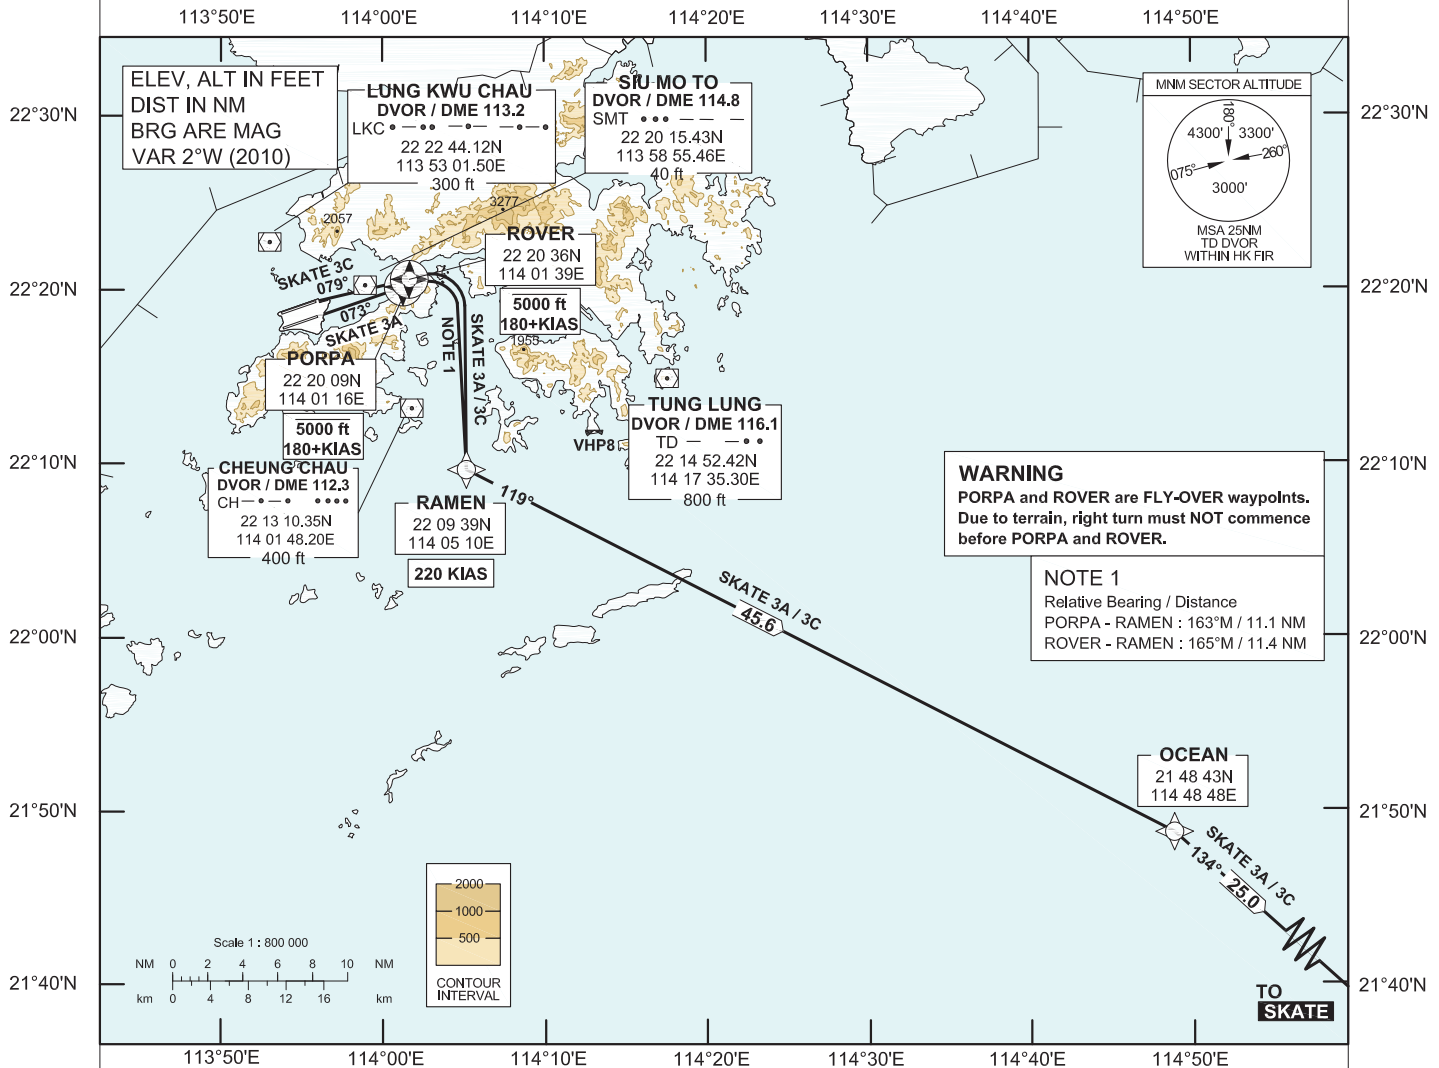 113°50'E 114°00'E 114°10'E 114°20'E 114°30'E 114°40'E 114°50'E
22°30'N
22°30'N
22°20'N
22°20'N
22°10'N
22°10'N
22°00'N
22°00'N
21°50'N
21°50'N
21°40'N
21°40'N
ELEV, ALT IN FEET
DIST IN NM
BRG ARE MAG
VAR 2°W (2010)
LUNG KWU CHAU
DVOR / DME 113.2
LKC
22 22 44.12N
113 53 01.50E
300 ft
SIU MO TO
DVOR / DME 114.8
SMT
22 20 15.43N
113 58 55.46E
40 ft
MNM SECTOR ALTITUDE
180°
4300' 3300'
260°
075°
3000'
MSA 25NM
TD DVOR
WITHIN HK FIR
2057
3277
ROVER
22 20 36N
114 01 39E
5000 ft
180+KIAS
1955
SKATE 3C
079°
073°
SKATE 3A
NOTE 1
SKATE 3A / 3C
PORPA
22 20 09N
114 01 16E
5000 ft
180+KIAS
CHEUNG CHAU
DVOR / DME 112.3
CH
22 13 10.35N
114 01 48.20E
400 ft
TUNG LUNG
DVOR / DME 116.1
TD
22 14 52.42N
114 17 35.30E
800 ft
VHP8
RAMEN
22 09 39N
114 05 10E
220 KIAS
119°
SKATE 3A / 3C
45.6
WARNING
PORPA and ROVER are FLY-OVER waypoints.
Due to terrain, right turn must NOT commence
before PORPA and ROVER.
NOTE 1
Relative Bearing / Distance
PORPA - RAMEN : 163°M / 11.1 NM
ROVER - RAMEN : 165°M / 11.4 NM
OCEAN
21 48 43N
114 48 48E
SKATE 3A / 3C
134°- 25.0
TO
SKATE
2000
1000
500
CONTOUR
INTERVAL
Scale 1 : 800 000
NM 0 2 4 6 8 10 NM
km 0 4 8 12 16 km
113°50'E 114°00'E 114°10'E 114°20'E 114°30'E 114°40'E 114°50'E